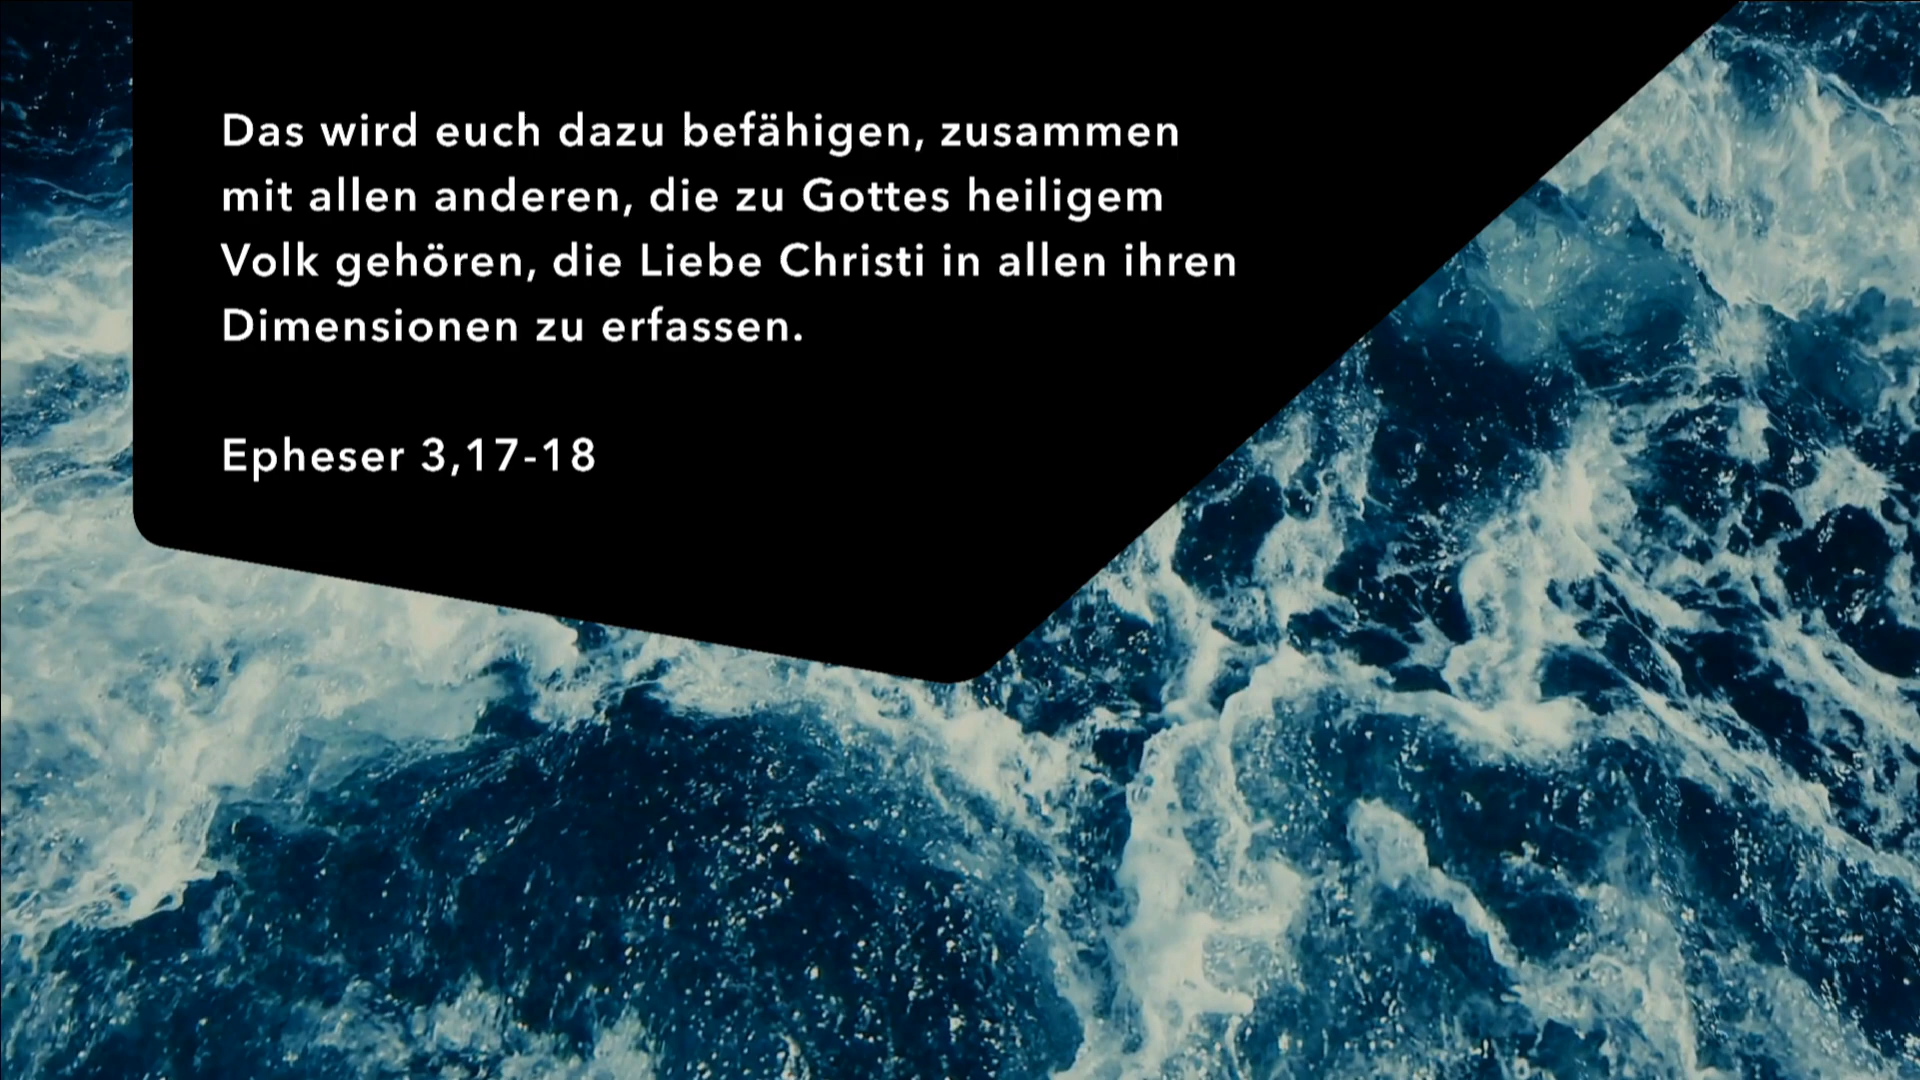 Das wird euch dazu befähigen, zusammen
mit allen anderen, die zu Gottes heiligem
Volk gehören, die Liebe Christi in allen ihren
Dimensionen zu erfassen.
Epheser 3,17-18